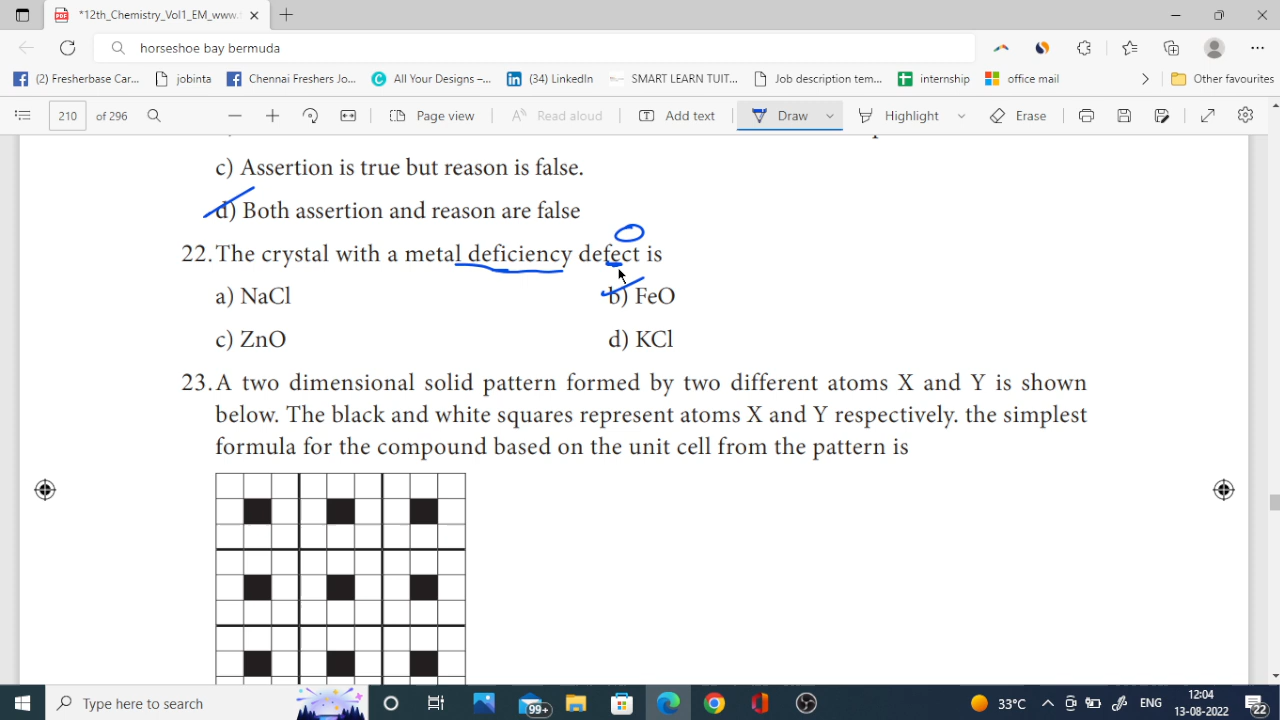 *12th_Chemistry_Vol1_EM_www.
horseshoe bay bermuda
(2) Fresherbase Car... jobinta Chennai Freshers Jo... All Your Designs –... (34) LinkedIn SMART LEARN TUIT... Job description tem... internship office mail Other favourites
210 of 296 Page view Read aloud Add text Draw Highlight Erase
c) Assertion is true but reason is false.
d) Both assertion and reason are false
22. The crystal with a metal deficiency defect is
a) NaCl b) FeO
c) ZnO d) KCl
23. A two dimensional solid pattern formed by two different atoms X and Y is shown
below. The black and white squares represent atoms X and Y respectively. the simplest
formula for the compound based on the unit cell from the pattern is
Type here to search 99+ 33°C ENG 12:04
13-08-2022 22